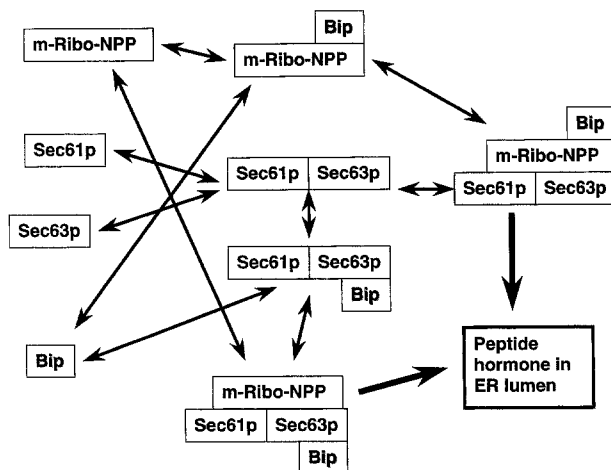 m-Ribo-NPP
Bip
m-Ribo-NPP
Bip
m-Ribo-NPP
Sec61p Sec63p
Sec61p
Sec61p Sec63p
Sec63p
Sec61p Sec63p
Bip
Bip
Peptide
hormone in
ER lumen
m-Ribo-NPP
Sec61p Sec63p
Bip